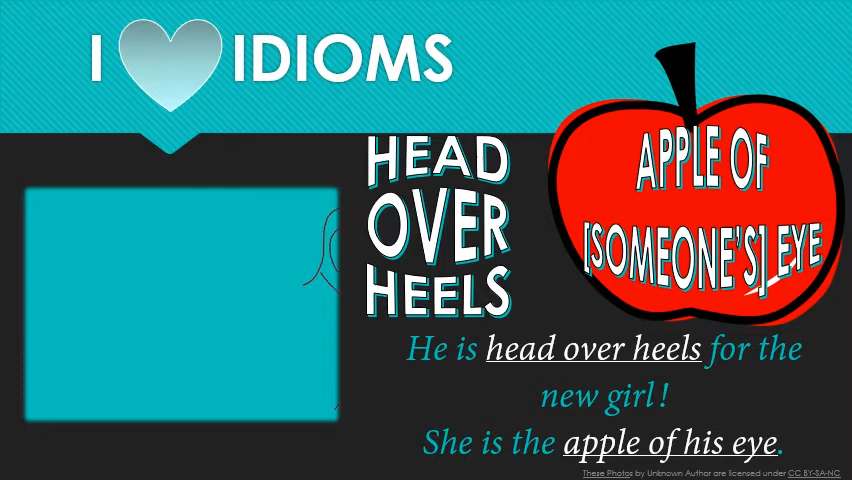 I IDIOMS
HEAD
OVER
HEELS
APPLE OF
[SOMEONE'S] EYE
He is head over heels for the
new girl!
She is the apple of his eye.
These Photos by Unknown Author are licensed under CC BY-SA-NC